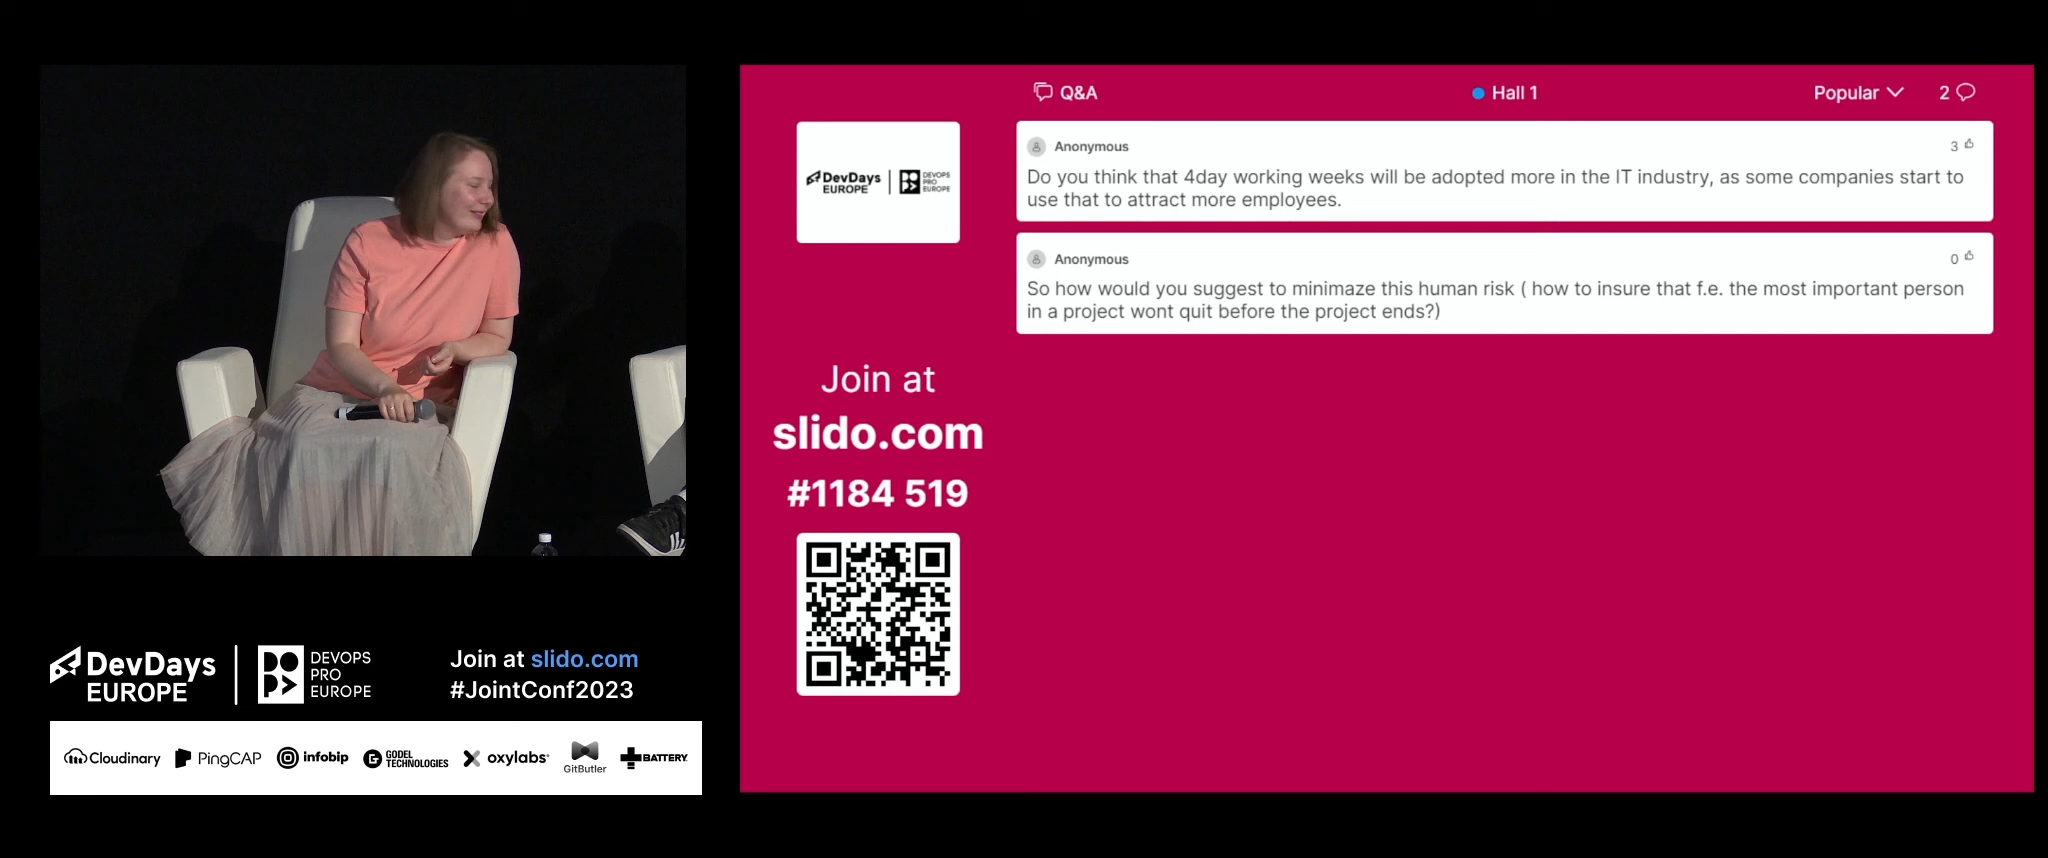 Q&A
Hall 1
Popular
2
DevDays
EUROPE
DEVOPS
PRO
EUROPE
Anonymous
3
Do you think that 4day working weeks will be adopted more in the IT industry, as some companies start to
use that to attract more employees.
Anonymous
0
So how would you suggest to minimaze this human risk ( how to insure that f.e. the most important person
in a project wont quit before the project ends?)
Join at
slido.com
#1184 519
DevDays
EUROPE
DEVOPS
PRO
EUROPE
Join at slido.com
#JointConf2023
Cloudinary
PingCAP
infobip
GODEL
TECHNOLOGIES
oxylabs®
GitButler
BATTERY